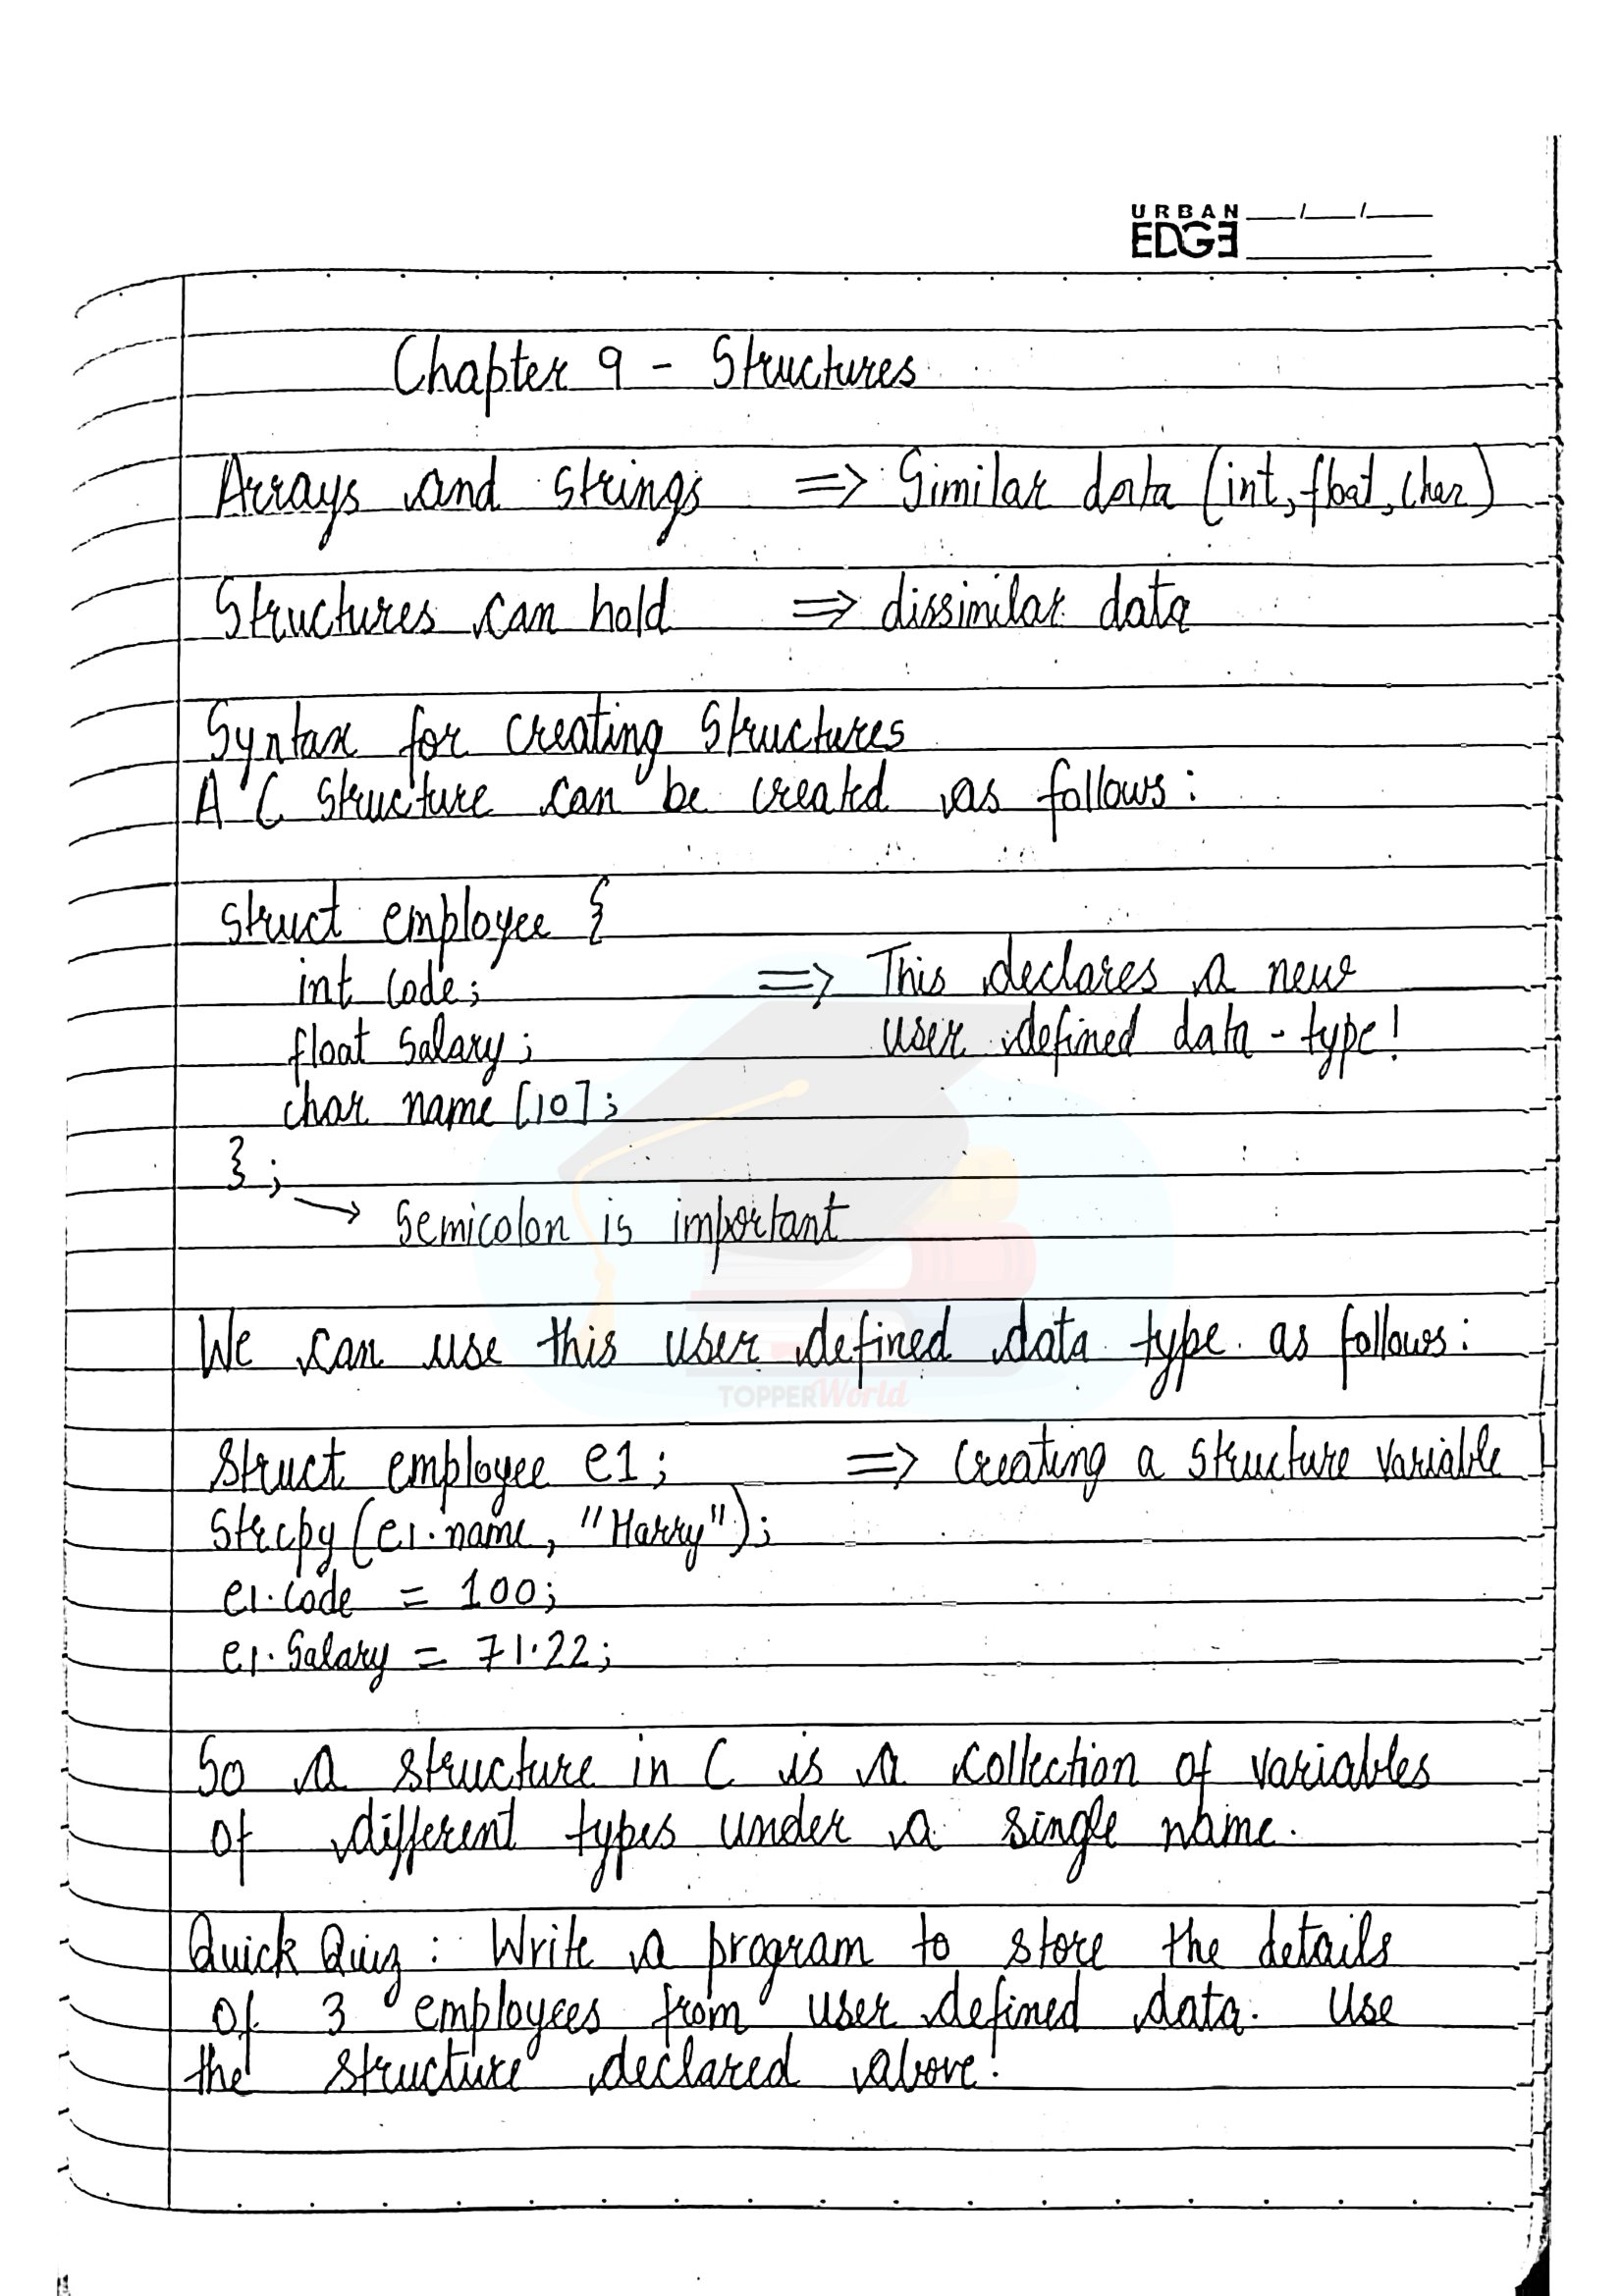 URBAN
EDGE
Chapter 9 - Structures
Arrays and strings => Similar data (int, float, char)
Structures can hold => dissimilar data
Syntax for creating Structures
A C Structure can be created as follows:
struct employee {
int code; => This declares a new
float salary; user defined data-type!
char name [10];
};
→ Semicolon is important
We can use this user defined data type as follows:
TOPPERWorld
struct employee e1; => Creating a structure variable
strcpy(e1.name, "Harry");
e1.code = 100;
e1.salary = 71.22;
So a structure in C is a collection of variables
of different types under a single name.
Quick Quiz: Write a program to store the details
of 3 employees from user defined data. Use
the structure declared above!